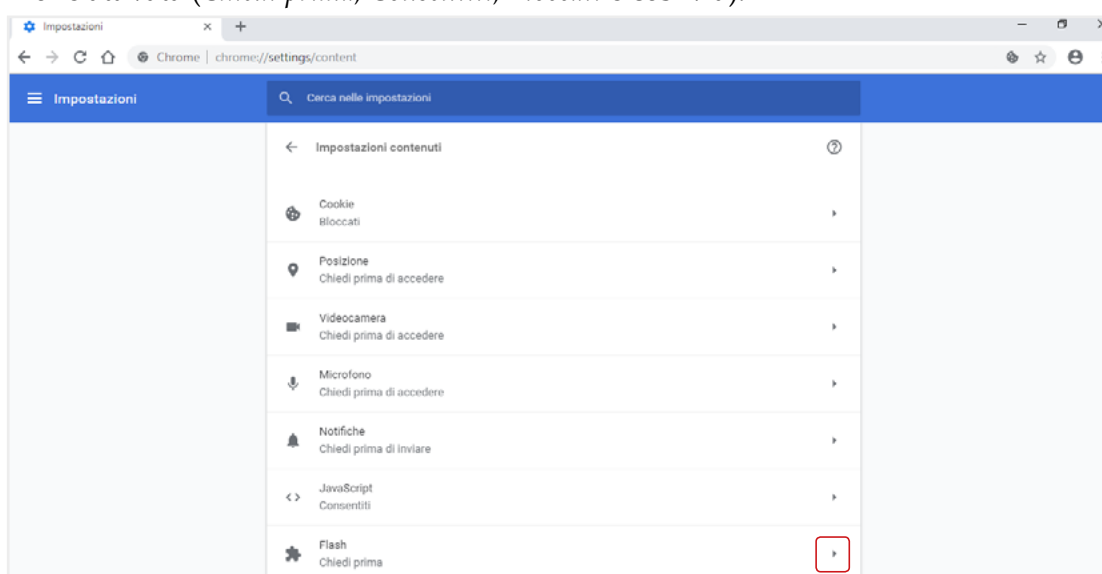 Impostazioni
Chrome | chrome://settings/content
Impostazioni
Cerca nelle impostazioni
Impostazioni contenuti
Cookie
Bloccati
Posizione
Chiedi prima di accedere
Videocamera
Chiedi prima di accedere
Microfono
Chiedi prima di accedere
Notifiche
Chiedi prima di inviare
JavaScript
Consentiti
Flash
Chiedi prima